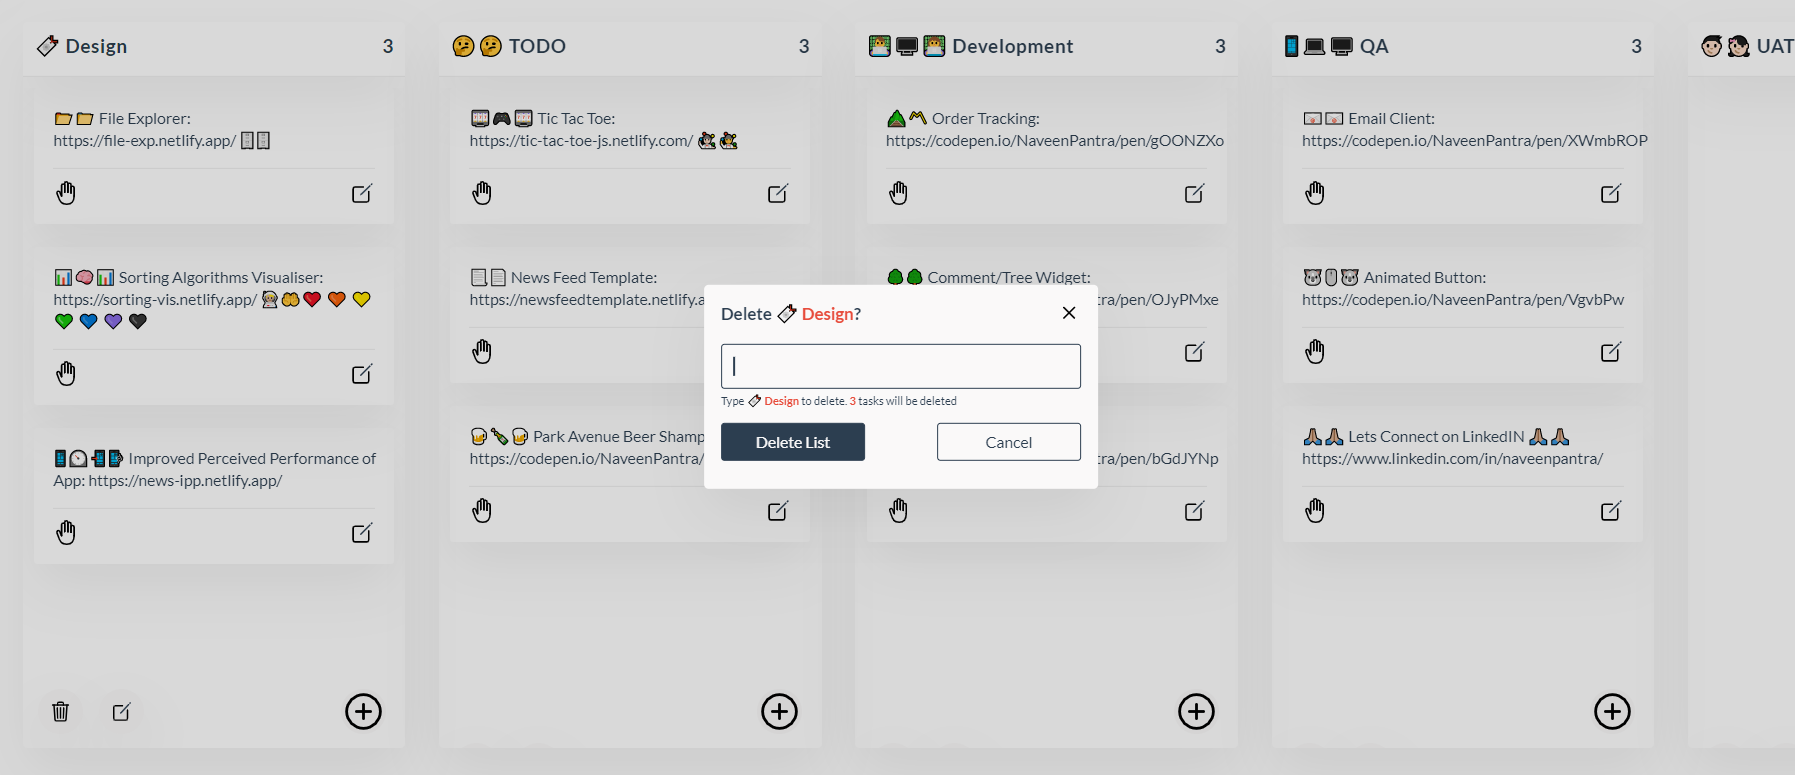 Design 3
File Explorer:
https://file-exp.netlify.app/
Sorting Algorithms Visualiser:
https://sorting-vis.netlify.app/
Improved Perceived Performance of
App: https://news-ipp.netlify.app/
TODO 3
Tic Tac Toe:
https://tic-tac-toe-js.netlify.com/
News Feed Template:
https://newsfeedtemplate.netlify.a
Park Avenue Beer Shamp
https://codepen.io/NaveenPantra/
Development 3
Order Tracking:
https://codepen.io/NaveenPantra/pen/gOONZXo
Comment/Tree Widget:
tra/pen/OJyPMxe
tra/pen/bGdJYNp
QA 3
Email Client:
https://codepen.io/NaveenPantra/pen/XWmbROP
Animated Button:
https://codepen.io/NaveenPantra/pen/VgvbPw
Lets Connect on LinkedIN
https://www.linkedin.com/in/naveenpantra/
UAT
Delete Design?
Type Design to delete. 3 tasks will be deleted
Delete List
Cancel